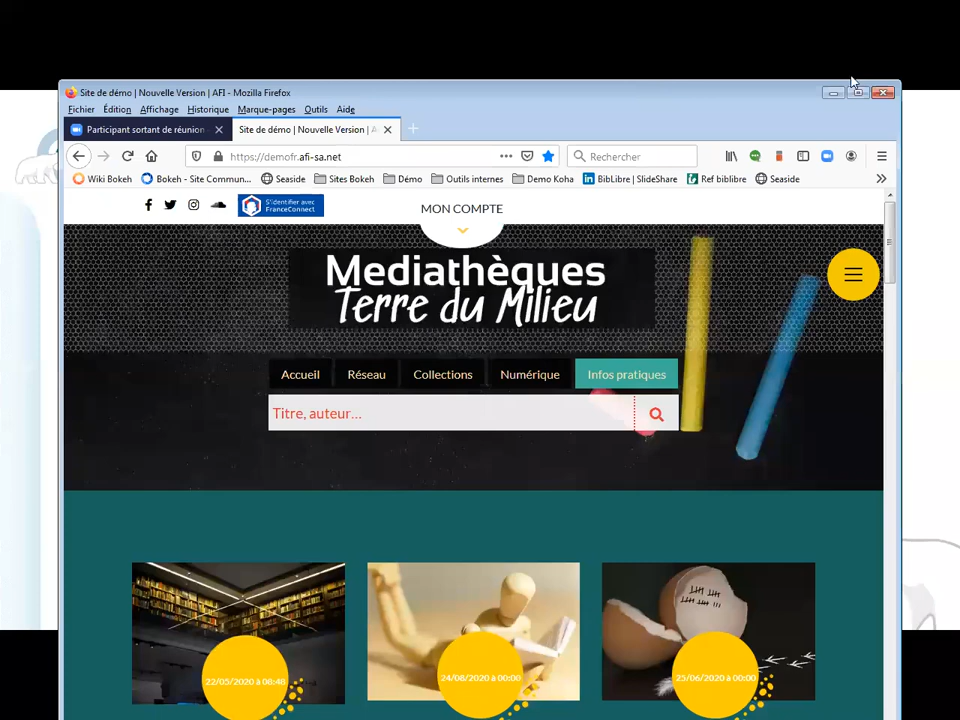 Site de démo | Nouvelle Version | AFI - Mozilla Firefox
Fichier Édition Affichage Historique Marque-pages Outils Aide
Participant sortant de réunion
Site de démo | Nouvelle Version | A
https://demofr.afi-sa.net
Rechercher
Wiki Bokeh
Bokeh - Site Commun...
Seaside
Sites Bokeh
Démo
Outils internes
Demo Koha
BibLibre | SlideShare
Ref biblibre
Seaside
S'identifier avec
FranceConnect
MON COMPTE
Mediathèques
Terre du Milieu
Accueil Réseau Collections Numérique Infos pratiques
Titre, auteur...
22/05/2020 à 08:48
24/08/2020 à 00:00
25/06/2020 à 00:00